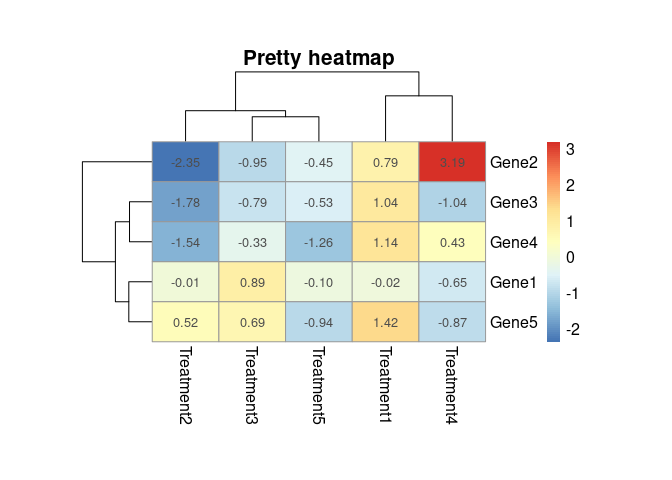 Pretty heatmap
-2.35 -0.95 -0.45 0.79 3.19 Gene2
-1.78 -0.79 -0.53 1.04 -1.04 Gene3
-1.54 -0.33 -1.26 1.14 0.43 Gene4
-0.01 0.89 -0.10 -0.02 -0.65 Gene1
0.52 0.69 -0.94 1.42 -0.87 Gene5
Treatment2
Treatment3
Treatment5
Treatment1
Treatment4
3
2
1
0
-1
-2